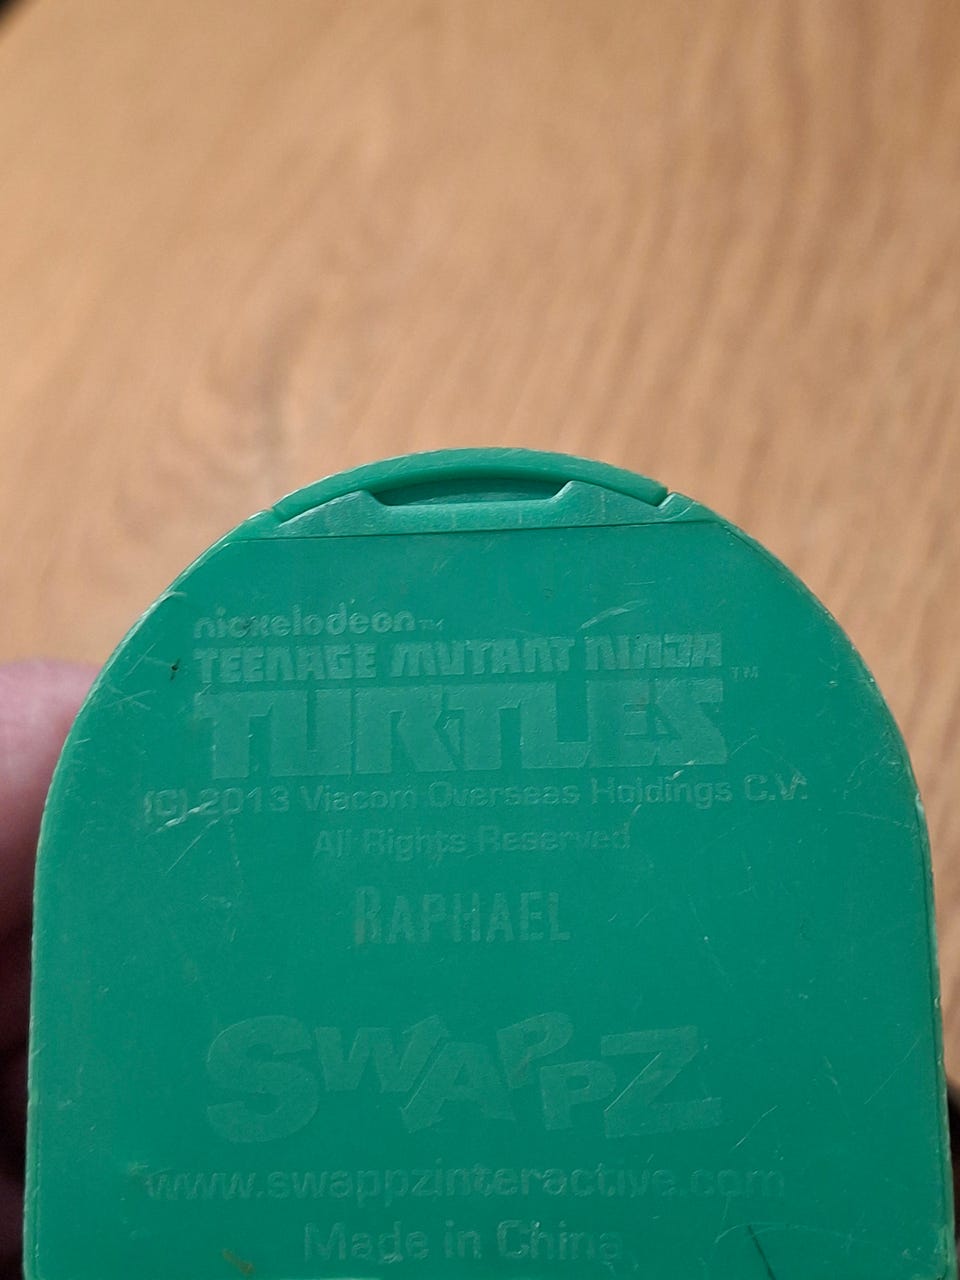 nickelodeon™
TEENAGE MUTANT NINJA
TURTLES™
(C) 2013 Viacom Overseas Holdings C.V.
All Rights Reserved
RAPHAEL
SWAPPZ
www.swappzinteractive.com
Made in China